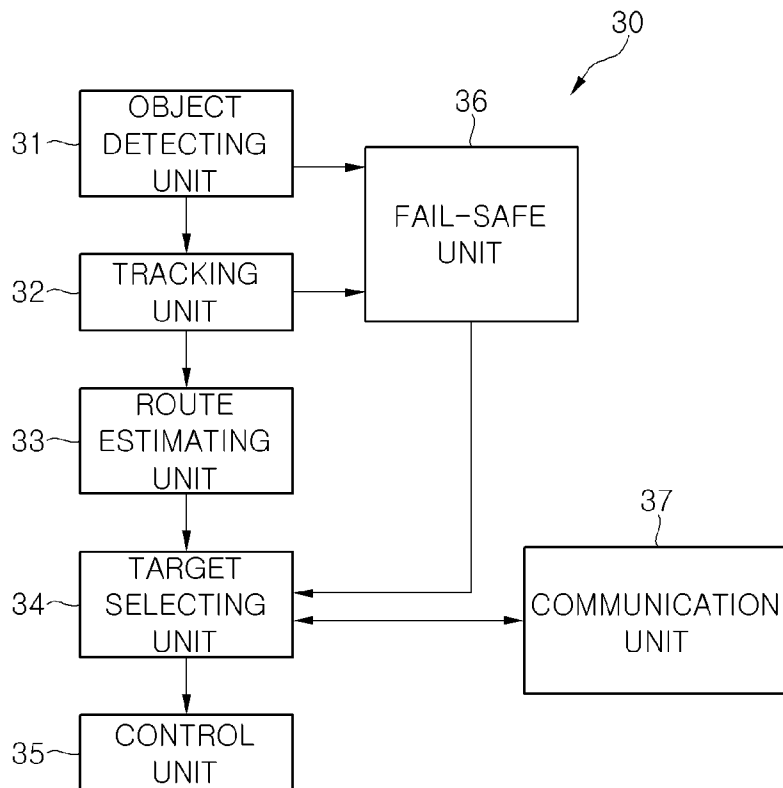 30
31
OBJECT
DETECTING
UNIT
36
FAIL-SAFE
UNIT
32
TRACKING
UNIT
33
ROUTE
ESTIMATING
UNIT
34
TARGET
SELECTING
UNIT
37
COMMUNICATION
UNIT
35
CONTROL
UNIT